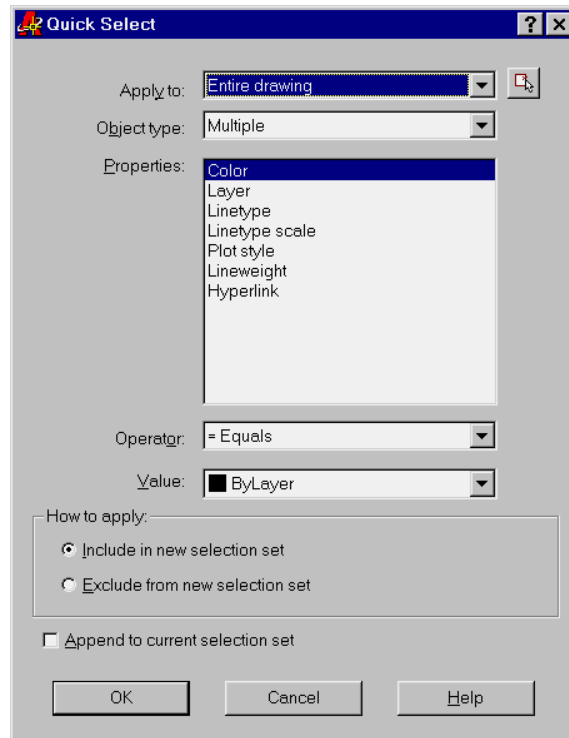 Quick Select
Apply to: Entire drawing
Object type: Multiple
Properties: Color
Layer
Linetype
Linetype scale
Plot style
Lineweight
Hyperlink
Operator: = Equals
Value: ByLayer
How to apply:
Include in new selection set
Exclude from new selection set
Append to current selection set
OK Cancel Help